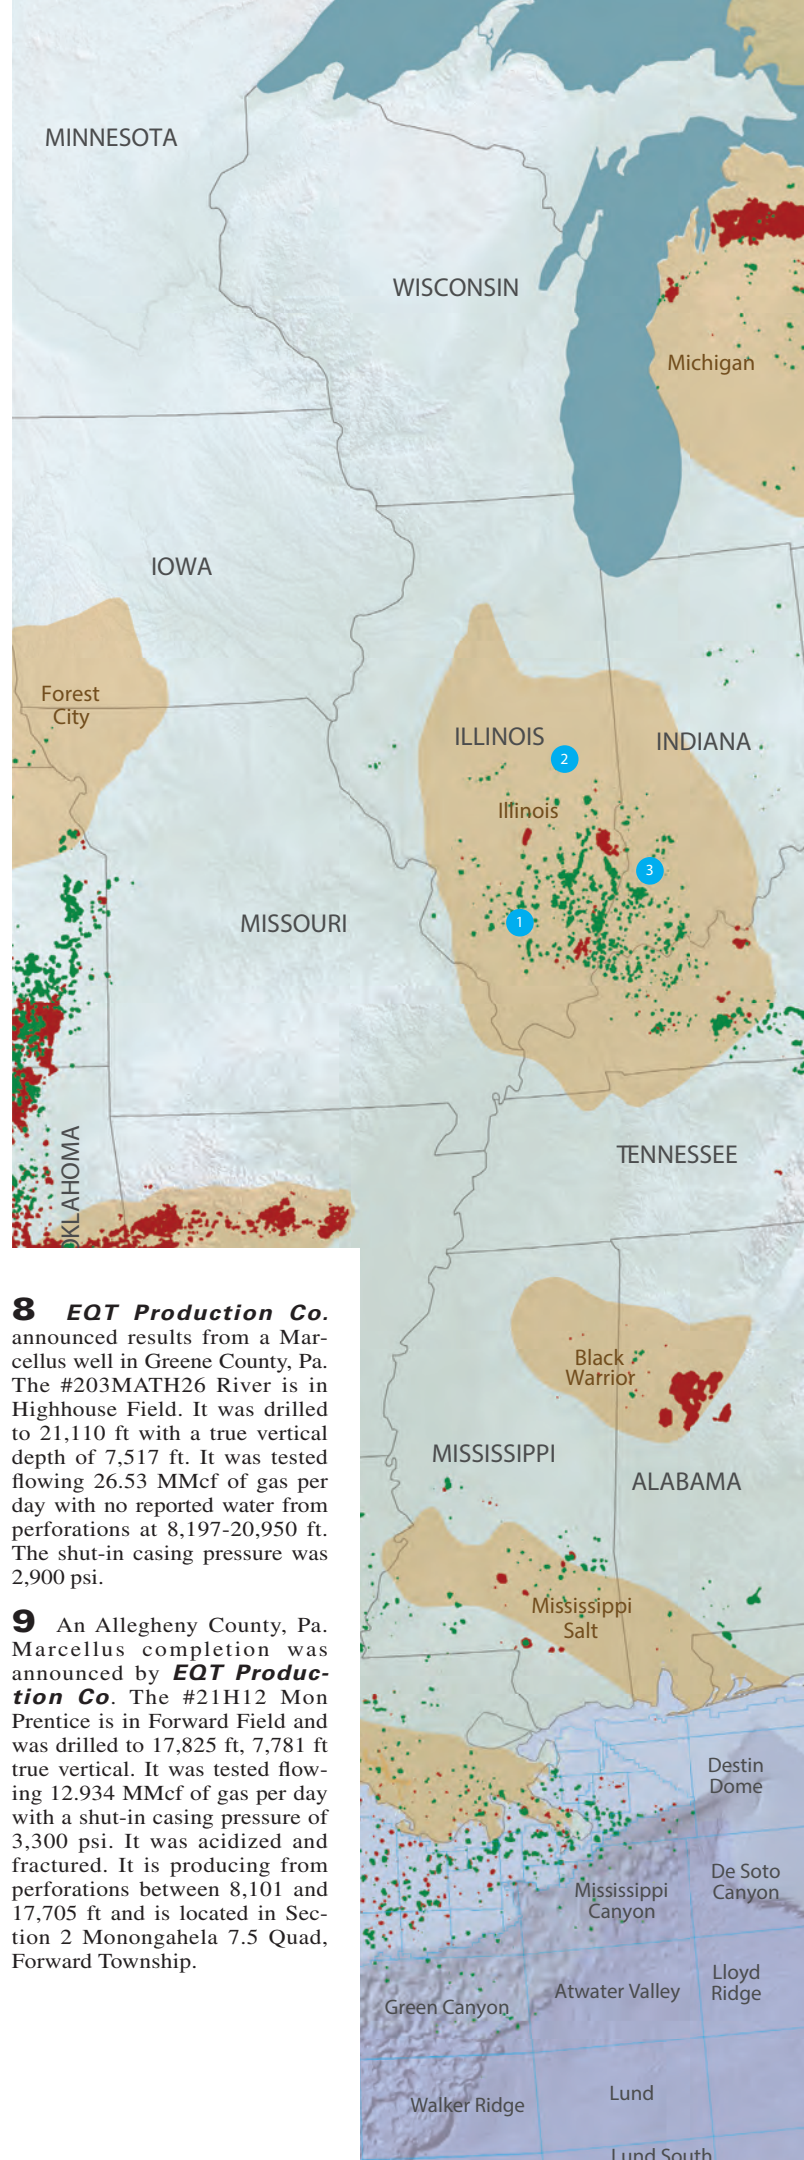 MINNESOTA
WISCONSIN
Michigan
IOWA
Forest
City
ILLINOIS
INDIANA
2
Illinois
3
1
MISSOURI
OKLAHOMA
TENNESSEE
Black
Warrior
MISSISSIPPI
ALABAMA
Mississippi
Salt
Destin
Dome
De Soto
Canyon
Mississippi
Canyon
Lloyd
Ridge
Atwater Valley
Green Canyon
Lund
Walker Ridge
Lund South
8 EQT Production Co.
announced results from a Mar-
cellus well in Greene County, Pa.
The #203MATH26 River is in
Highhouse Field. It was drilled
to 21,110 ft with a true vertical
depth of 7,517 ft. It was tested
flowing 26.53 MMcf of gas per
day with no reported water from
perforations at 8,197-20,950 ft.
The shut-in casing pressure was
2,900 psi.
9 An Allegheny County, Pa.
Marcellus completion was
announced by EQT Produc-
tion Co. The #21H12 Mon
Prentice is in Forward Field and
was drilled to 17,825 ft, 7,781 ft
true vertical. It was tested flow-
ing 12.934 MMcf of gas per day
with a shut-in casing pressure of
3,300 psi. It was acidized and
fractured. It is producing from
perforations between 8,101 and
17,705 ft and is located in Sec-
tion 2 Monongahela 7.5 Quad,
Forward Township.